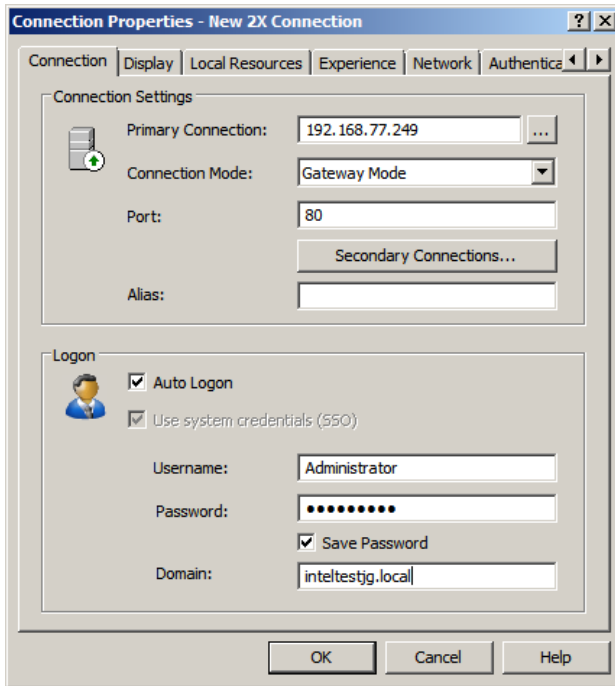 Connection Properties - New 2X Connection
Connection Display Local Resources Experience Network Authentica
Connection Settings
Primary Connection: 192.168.77.249 ...
Connection Mode: Gateway Mode
Port: 80
Secondary Connections...
Alias:
Logon
Auto Logon
Use system credentials (SSO)
Username: Administrator
Password: •••••••••
Save Password
Domain: inteltestjg.local
OK Cancel Help